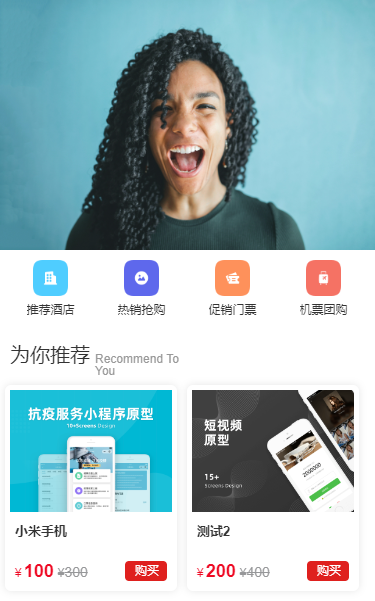 推荐酒店
热销抢购
促销门票
机票团购
为你推荐 Recommend To
You
抗疫服务小程序原型
10+Screens Design
短视频
原型
15+
Screens Design
2000000
小米手机
测试2
¥100 ¥300 购买
¥200 ¥400 购买